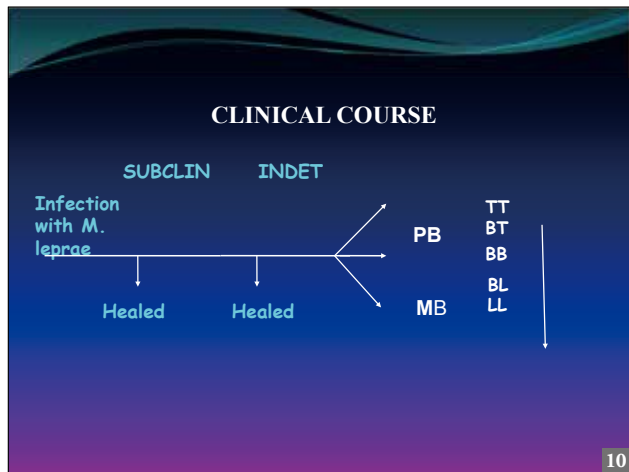 CLINICAL COURSE
SUBCLIN INDET
Infection
with M.
leprae
Healed Healed
PB
MB
TT
BT
BB
BL
LL
10